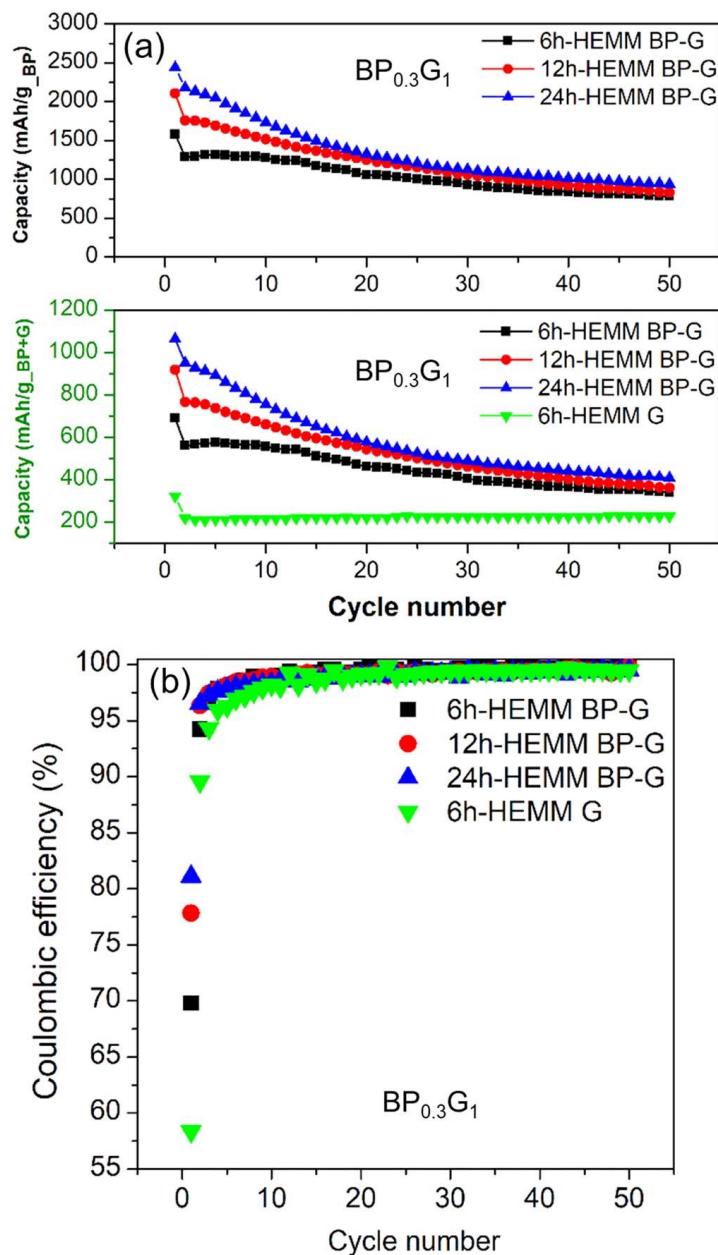 (a)
BP0.3G1
6h-HEMM BP-G
12h-HEMM BP-G
24h-HEMM BP-G
Capacity (mAh/g_BP)
3000
2500
2000
1500
1000
500
0
0 10 20 30 40 50
BP0.3G1
6h-HEMM BP-G
12h-HEMM BP-G
24h-HEMM BP-G
6h-HEMM G
Capacity (mAh/g_BP+G)
1200
1000
800
600
400
200
0 10 20 30 40 50
Cycle number
(b)
6h-HEMM BP-G
12h-HEMM BP-G
24h-HEMM BP-G
6h-HEMM G
BP0.3G1
Coulombic efficiency (%)
100
95
90
85
80
75
70
65
60
55
0 10 20 30 40 50
Cycle number